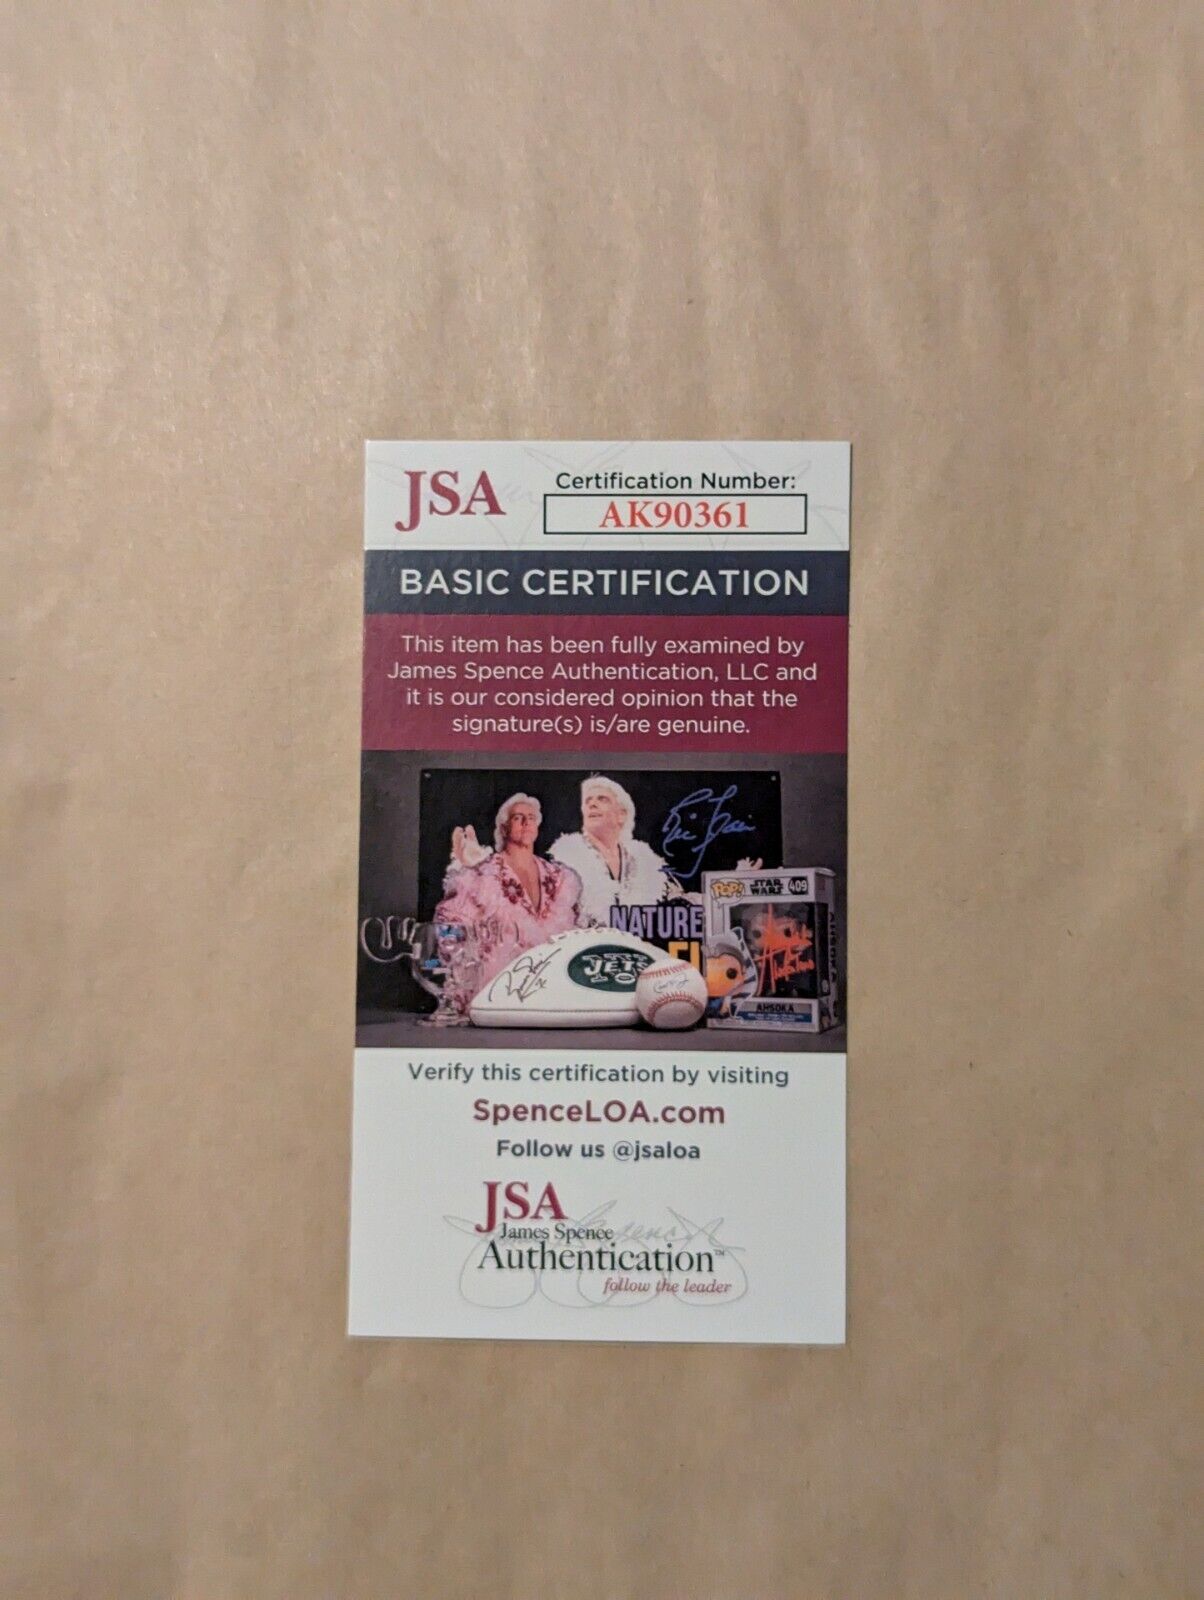 JSA
Certification Number:
AK90361
BASIC CERTIFICATION
This item has been fully examined by
James Spence Authentication, LLC and
it is our considered opinion that the
signature(s) is/are genuine.
NATURE
JETS
POP!
STAR
WARS
409
AHSOKA
AHSOKA
Verify this certification by visiting
SpenceLOA.com
Follow us @jsaloa
JSA
James Spence
Authentication™
follow the leader